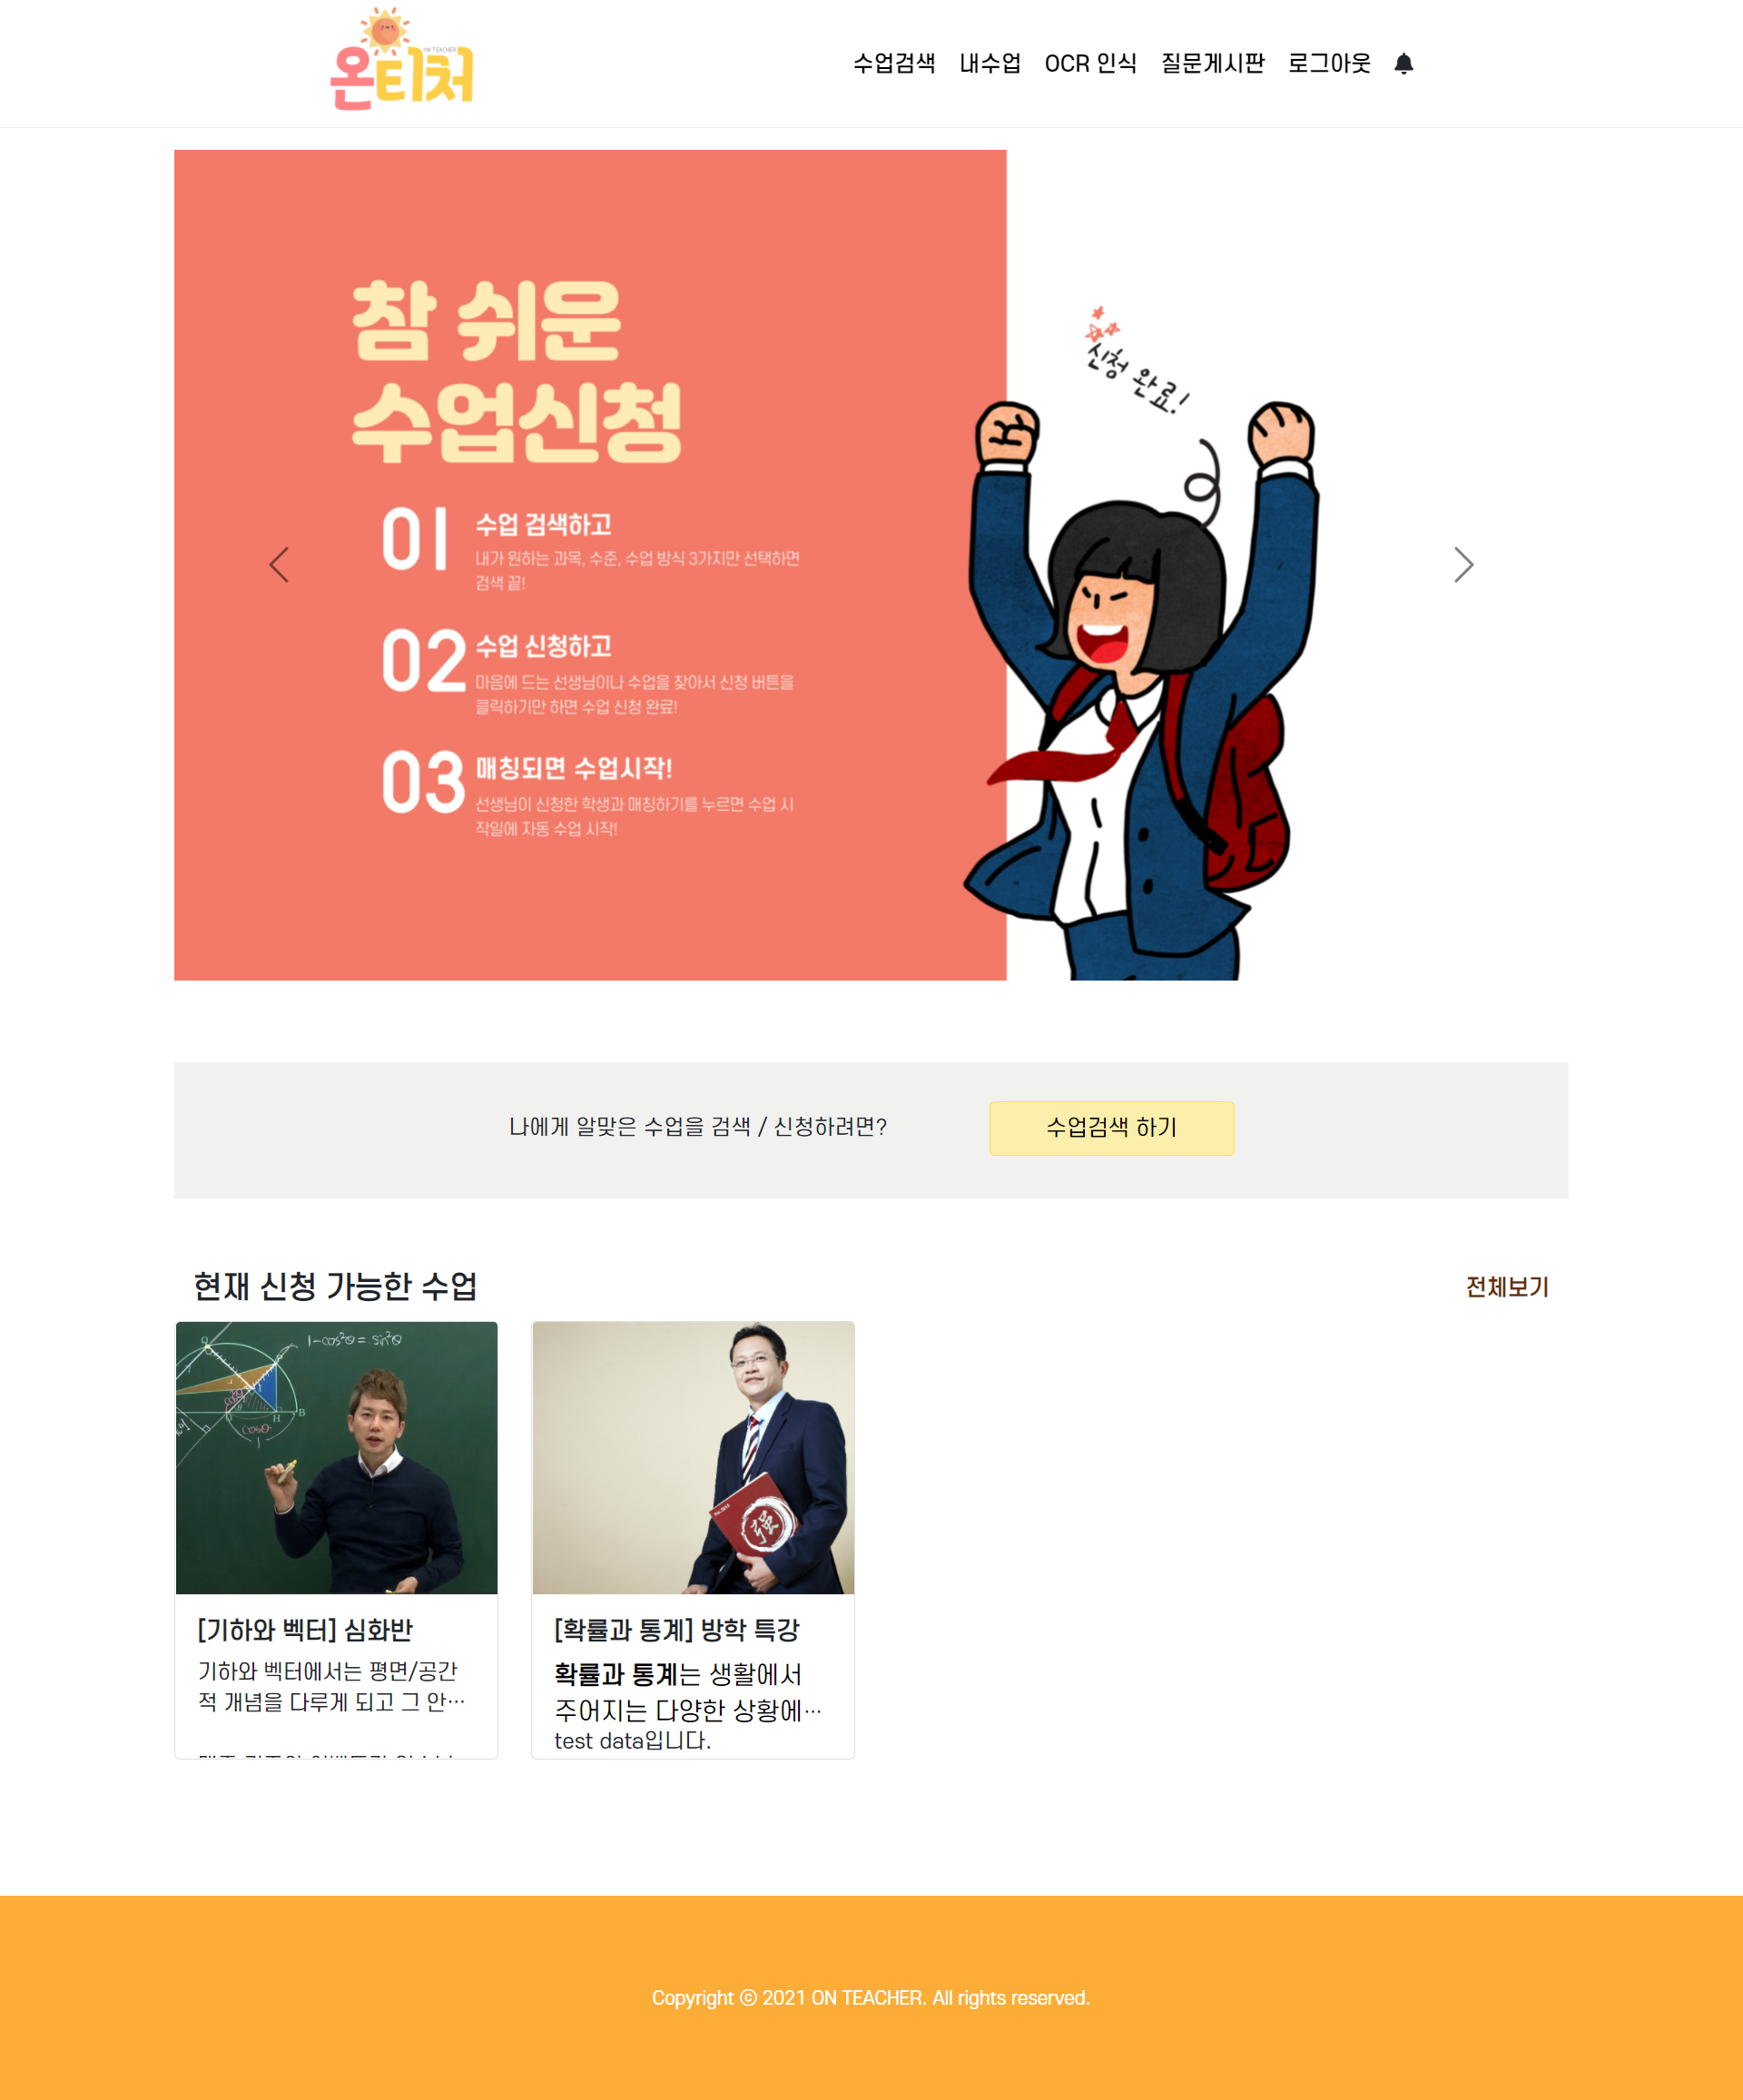 ON TEACHER
온티처
수업검색 내수업 OCR 인식 질문게시판 로그아웃
참 쉬운
수업신청
신청 완료!
01 수업 검색하고
내가 원하는 과목, 수준, 수업 방식 3가지만 선택하면
검색 끝!
02 수업 신청하고
마음에 드는 선생님이나 수업을 찾아서 신청 버튼을
클릭하기만 하면 수업 신청 완료!
03 매칭되면 수업시작!
선생님이 신청한 학생과 매칭하기를 누르면 수업 시
작일에 자동 수업 시작!
나에게 알맞은 수업을 검색 / 신청하려면?
수업검색 하기
현재 신청 가능한 수업
전체보기
1-cos²θ = sin²θ
Q
H
B
cosθ
1
強
[기하와 벡터] 심화반
기하와 벡터에서는 평면/공간
적 개념을 다루게 되고 그 안…
[확률과 통계] 방학 특강
확률과 통계는 생활에서
주어지는 다양한 상황에…
test data입니다.
Copyright ⓒ 2021 ON TEACHER. All rights reserved.